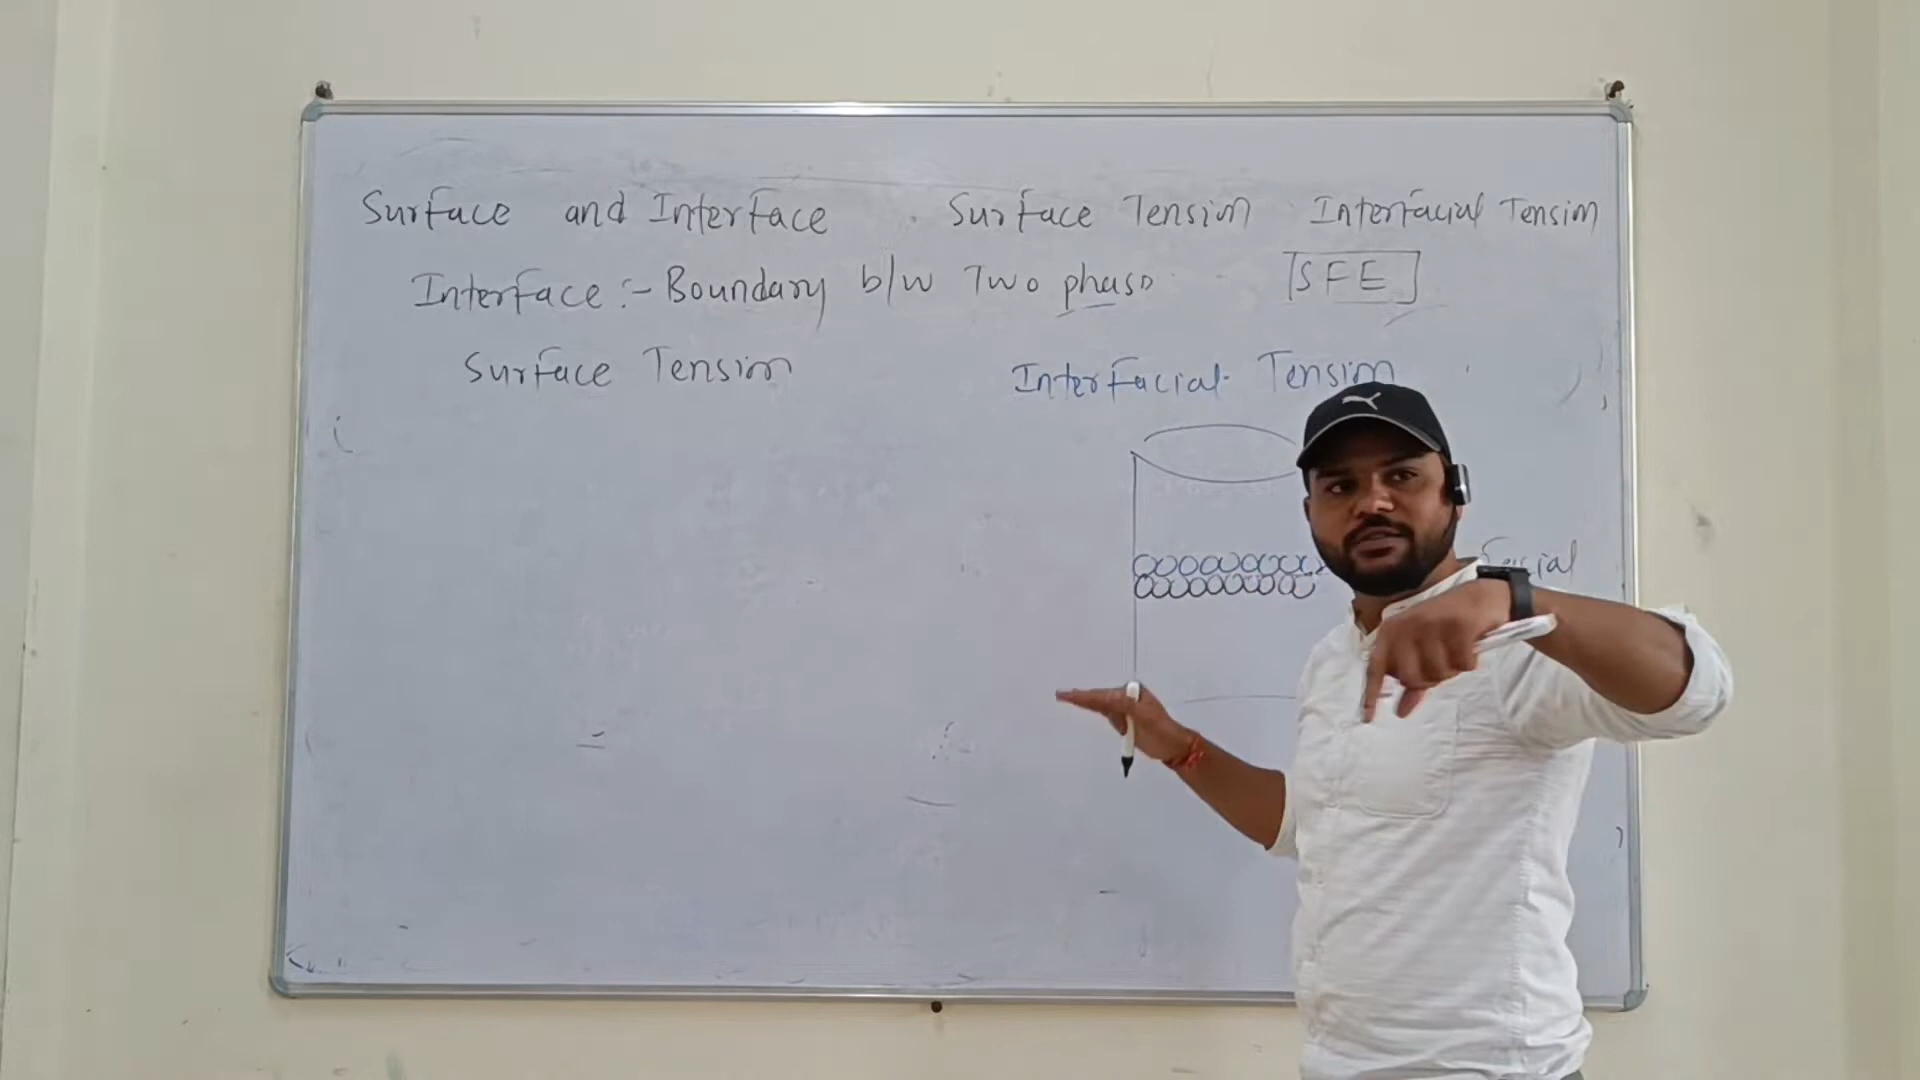 Surface and Interface . Surface Tension Interfacial Tension
Interface :- Boundary b/w Two phase [SFE]
Surface Tension Interfacial Tension